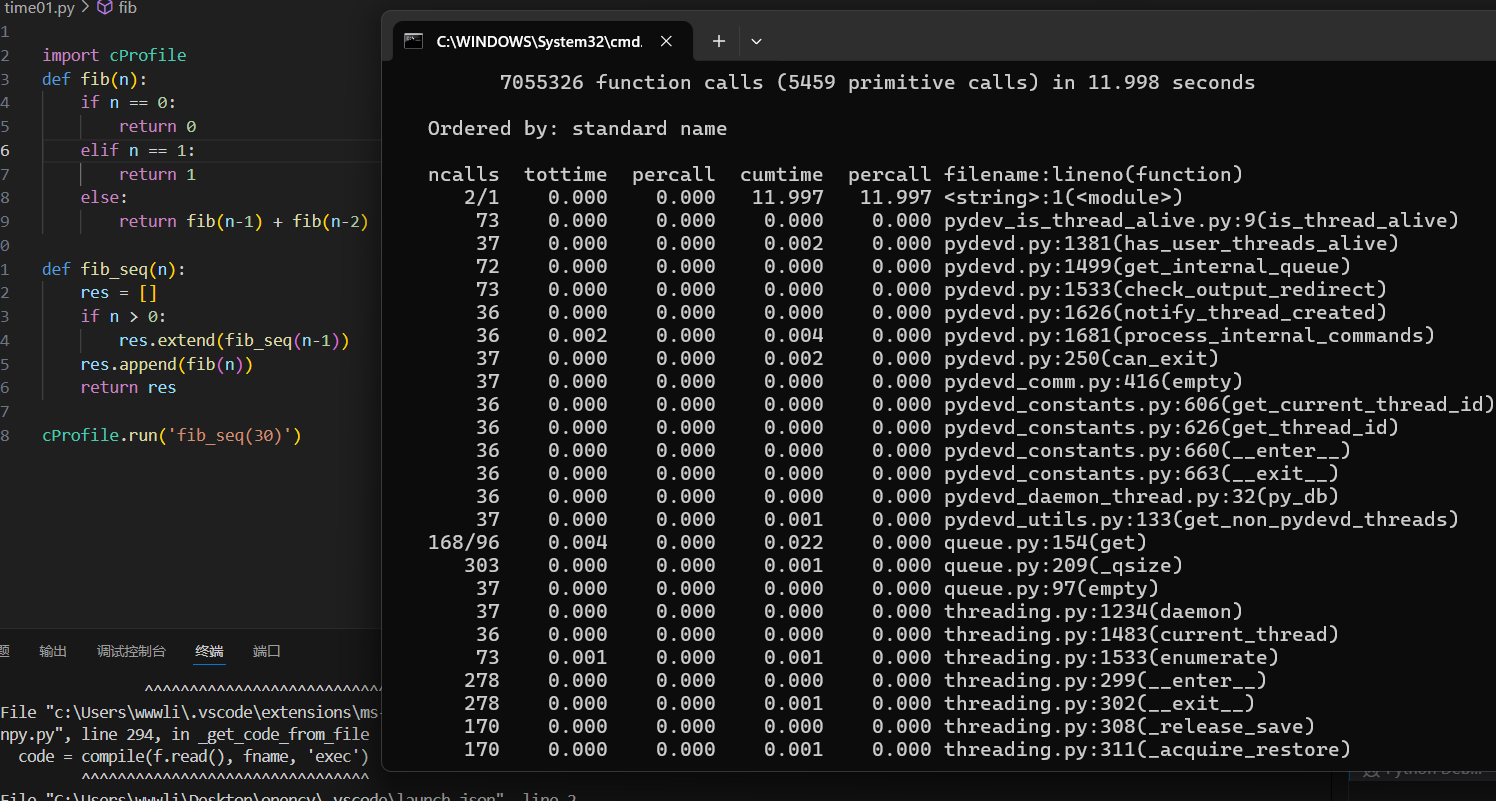 time01.py > fib
1
2 import cProfile
3 def fib(n):
4 if n == 0:
5 return 0
6 elif n == 1:
7 return 1
8 else:
9 return fib(n-1) + fib(n-2)
0
1 def fib_seq(n):
2 res = []
3 if n > 0:
4 res.extend(fib_seq(n-1))
5 res.append(fib(n))
6 return res
7
8 cProfile.run('fib_seq(30)')
题 输出 调试控制台 终端 端口
^^^^^^^^^^^^^^^^^^^^^^^^^^^
File "c:\Users\wwwli\.vscode\extensions\ms-
npy.py", line 294, in _get_code_from_file
code = compile(f.read(), fname, 'exec')
^^^^^^^^^^^^^^^^^^^^^^^^^^^^^^^^
File "C:\Users\wwwli\Desktop\opency\.vscode\launch.json", line 2
C:\WINDOWS\System32\cmd.
7055326 function calls (5459 primitive calls) in 11.998 seconds
Ordered by: standard name
ncalls tottime percall cumtime percall filename:lineno(function)
2/1 0.000 0.000 11.997 11.997 <string>:1(<module>)
73 0.000 0.000 0.000 0.000 pydev_is_thread_alive.py:9(is_thread_alive)
37 0.000 0.000 0.002 0.000 pydevd.py:1381(has_user_threads_alive)
72 0.000 0.000 0.000 0.000 pydevd.py:1499(get_internal_queue)
73 0.000 0.000 0.000 0.000 pydevd.py:1533(check_output_redirect)
36 0.000 0.000 0.000 0.000 pydevd.py:1626(notify_thread_created)
36 0.002 0.000 0.004 0.000 pydevd.py:1681(process_internal_commands)
37 0.000 0.000 0.002 0.000 pydevd.py:250(can_exit)
37 0.000 0.000 0.000 0.000 pydevd_comm.py:416(empty)
36 0.000 0.000 0.000 0.000 pydevd_constants.py:606(get_current_thread_id)
36 0.000 0.000 0.000 0.000 pydevd_constants.py:626(get_thread_id)
36 0.000 0.000 0.000 0.000 pydevd_constants.py:660(__enter__)
36 0.000 0.000 0.000 0.000 pydevd_constants.py:663(__exit__)
36 0.000 0.000 0.000 0.000 pydevd_daemon_thread.py:32(py_db)
37 0.000 0.000 0.001 0.000 pydevd_utils.py:133(get_non_pydevd_threads)
168/96 0.004 0.000 0.022 0.000 queue.py:154(get)
303 0.000 0.000 0.001 0.000 queue.py:209(_qsize)
37 0.000 0.000 0.000 0.000 queue.py:97(empty)
37 0.000 0.000 0.000 0.000 threading.py:1234(daemon)
36 0.000 0.000 0.000 0.000 threading.py:1483(current_thread)
73 0.001 0.000 0.001 0.000 threading.py:1533(enumerate)
278 0.000 0.000 0.000 0.000 threading.py:299(__enter__)
278 0.000 0.000 0.001 0.000 threading.py:302(__exit__)
170 0.000 0.000 0.000 0.000 threading.py:308(_release_save)
170 0.000 0.000 0.001 0.000 threading.py:311(_acquire_restore)
Python Deb...